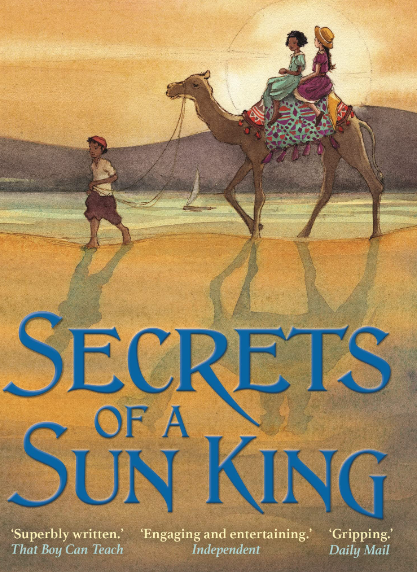 SECRETS
OF A
SUN KING
‘Superbly written.’ ‘Engaging and entertaining.’ ‘Gripping.’
That Boy Can Teach Independent Daily Mail